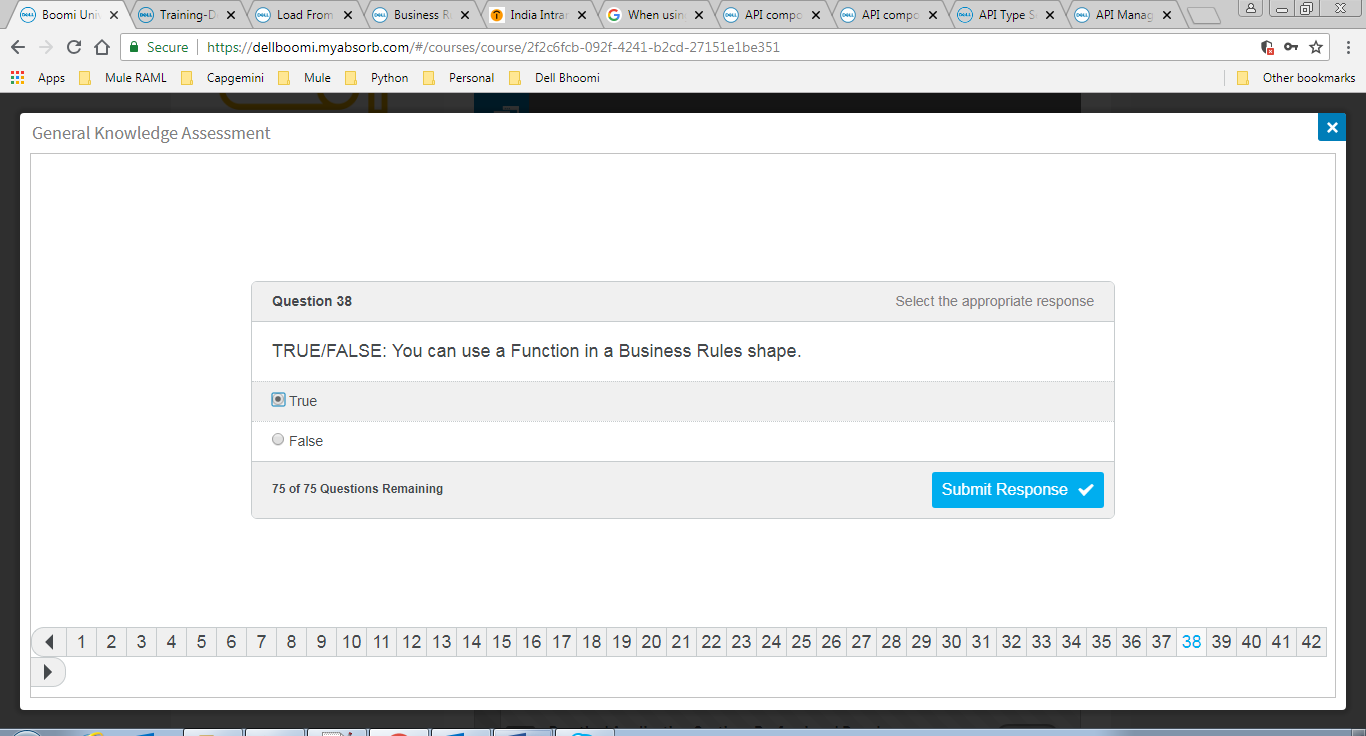 Boomi Uni
Training-D
Load From
Business R
India Intra
When usin
API compo
API compo
API Type S
API Manag
Secure
https://dellboomi.myabsorb.com/#/courses/course/2f2c6fcb-092f-4241-b2cd-27151e1be351
Apps
Mule RAML
Capgemini
Mule
Python
Personal
Dell Bhoomi
Other bookmarks
General Knowledge Assessment
Question 38
Select the appropriate response
TRUE/FALSE: You can use a Function in a Business Rules shape.
True
False
75 of 75 Questions Remaining
Submit Response
1 2 3 4 5 6 7 8 9 10 11 12 13 14 15 16 17 18 19 20 21 22 23 24 25 26 27 28 29 30 31 32 33 34 35 36 37 38 39 40 41 42